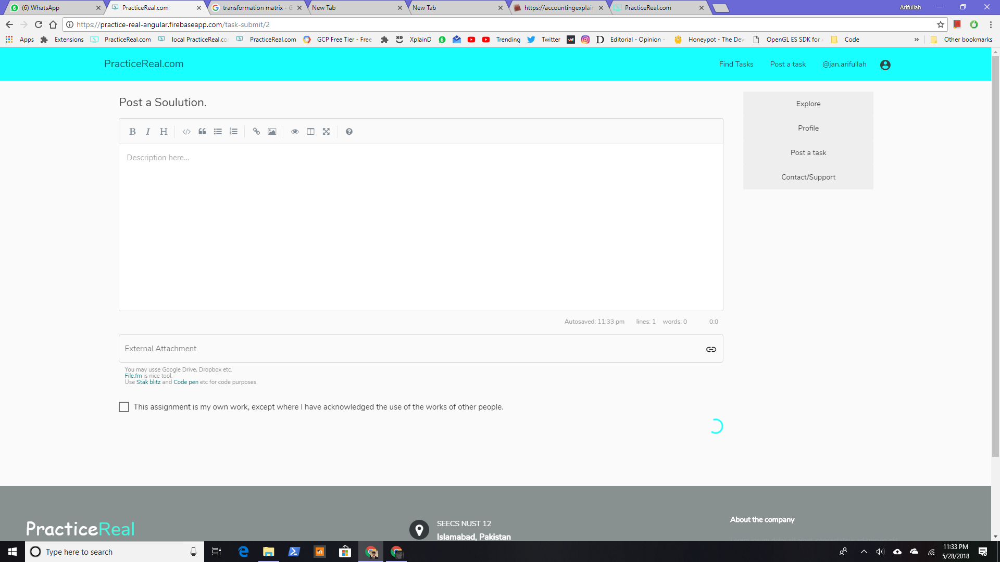 (6) WhatsApp
PracticeReal.com
transformation matrix - G
New Tab
New Tab
https://accountingexplain
PracticeReal.com
Arifullah
https://practice-real-angular.firebaseapp.com/task-submit/2
Apps
Extensions
PracticeReal.com
local PracticeReal.co
PracticeReal.com
GCP Free Tier - Free
XplainD
Trending
Twitter
Editorial - Opinion -
Honeypot - The Dev
OpenGL ES SDK for
Code
»
Other bookmarks
PracticeReal.com
Find Tasks
Post a task
@jan.arifullah
Post a Soulution.
B I H
Description here...
Autosaved: 11:33 pm lines: 1 words: 0 0:0
External Attachment
You may usse Google Drive, Dropbox etc.
File.fm is nice tool.
Use Stak blitz and Code pen etc for code purposes
This assignment is my own work, except where I have acknowledged the use of the works of other people.
Explore
Profile
Post a task
Contact/Support
PracticeReal
SEECS NUST 12
Islamabad, Pakistan
About the company
Type here to search
11:33 PM
5/28/2018